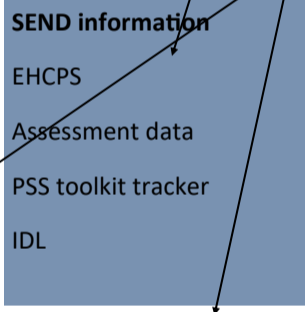 SEND information
EHCPS
Assessment data
PSS toolkit tracker
IDL